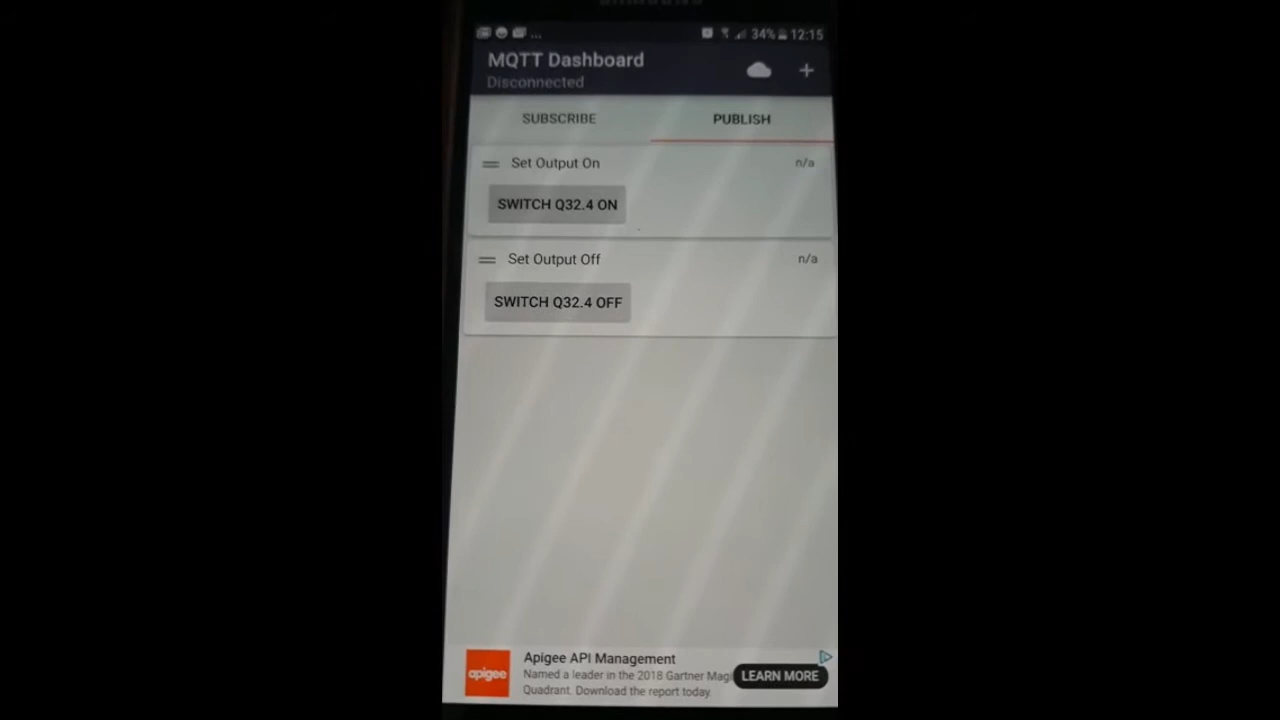 ... 34% 12:15
MQTT Dashboard
Disconnected
SUBSCRIBE
PUBLISH
Set Output On
n/a
SWITCH Q32.4 ON
Set Output Off
n/a
SWITCH Q32.4 OFF
apigee
Apigee API Management
Named a leader in the 2018 Gartner Magi
Quadrant. Download the report today.
LEARN MORE